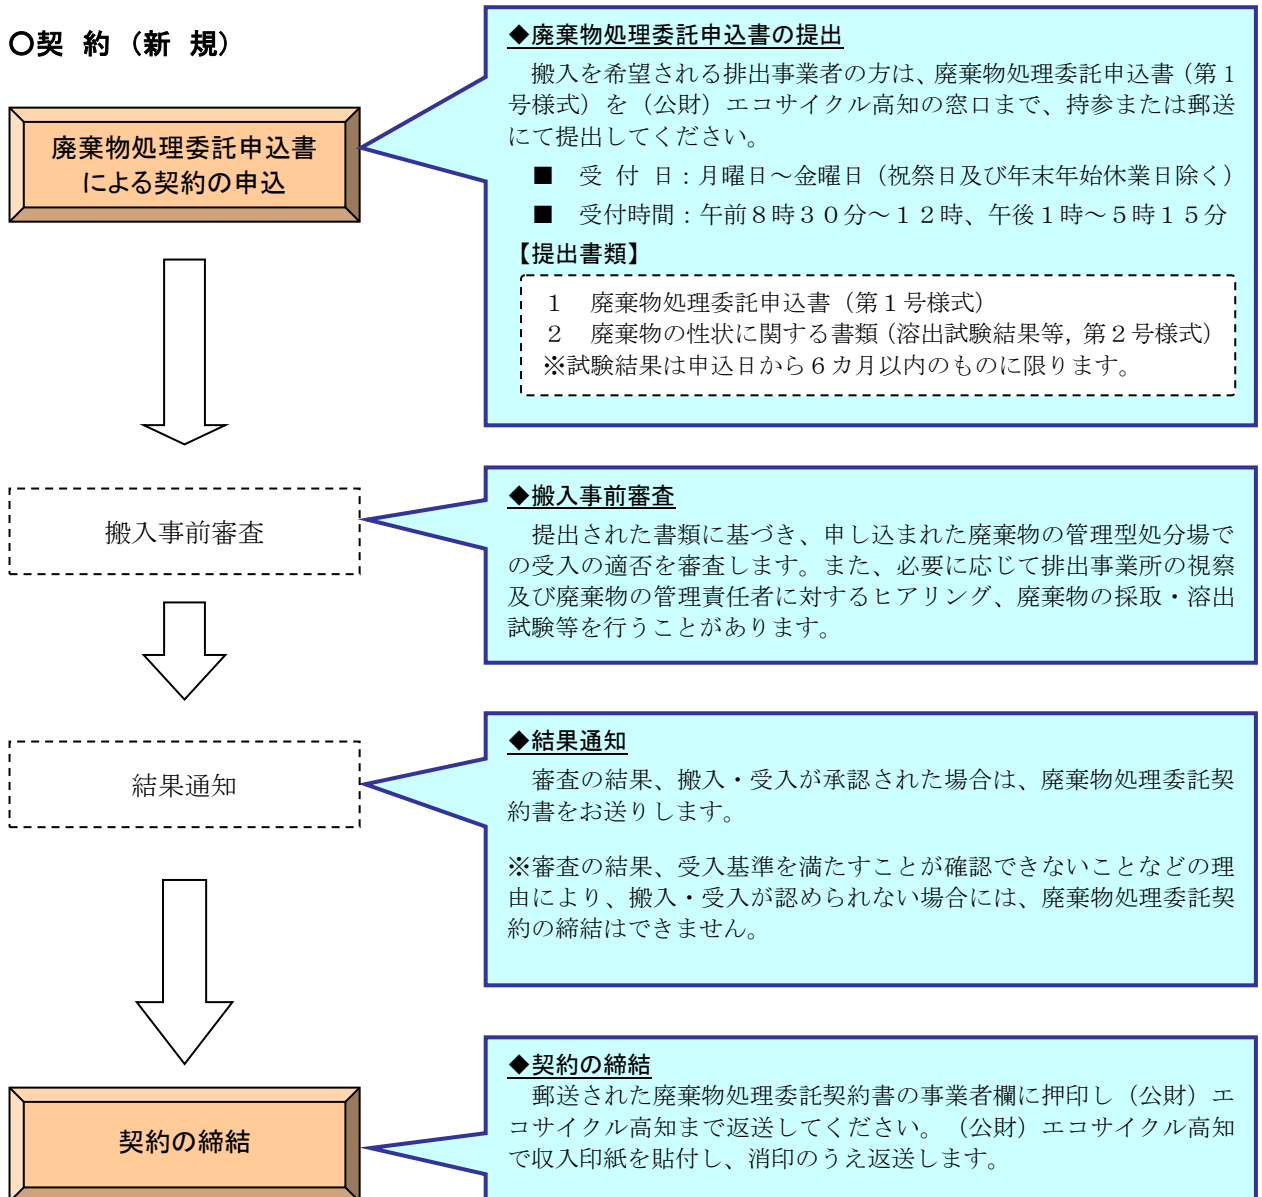 〇契 約（新 規）
廃棄物処理委託申込書
による契約の申込
◆廃棄物処理委託申込書の提出
搬入を希望される排出事業者の方は、廃棄物処理委託申込書（第１
号様式）を（公財）エコサイクル高知の窓口まで、持参または郵送
にて提出してください。
■ 受 付 日：月曜日～金曜日（祝祭日及び年末年始休業日除く）
■ 受付時間：午前８時３０分～１２時、午後１時～５時１５分
【提出書類】
１ 廃棄物処理委託申込書（第１号様式）
２ 廃棄物の性状に関する書類（溶出試験結果等，第２号様式）
※試験結果は申込日から６カ月以内のものに限ります。
搬入事前審査
◆搬入事前審査
提出された書類に基づき、申し込まれた廃棄物の管理型処分場で
の受入の適否を審査します。また、必要に応じて排出事業所の視察
及び廃棄物の管理責任者に対するヒアリング、廃棄物の採取・溶出
試験等を行うことがあります。
結果通知
◆結果通知
審査の結果、搬入・受入が承認された場合は、廃棄物処理委託契
約書をお送りします。
※審査の結果、受入基準を満たすことが確認できないことなどの理
由により、搬入・受入が認められない場合には、廃棄物処理委託契
約の締結はできません。
契約の締結
◆契約の締結
郵送された廃棄物処理委託契約書の事業者欄に押印し（公財）エ
コサイクル高知まで返送してください。（公財）エコサイクル高知
で収入印紙を貼付し、消印のうえ返送します。